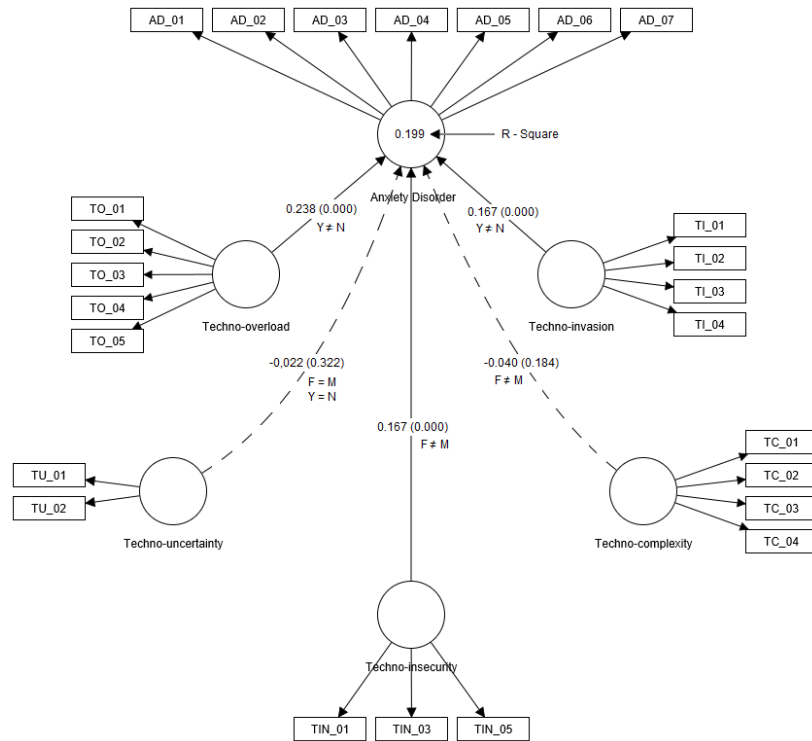 AD_01
AD_02
AD_03
AD_04
AD_05
AD_06
AD_07
0.199
R - Square
Anxiety Disorder
0.238 (0.000)
Y ≠ N
0.167 (0.000)
Y ≠ N
TO_01
TO_02
TO_03
TO_04
TO_05
Techno-overload
TI_01
TI_02
TI_03
TI_04
Techno-invasion
-0,022 (0.322)
F = M
Y = N
-0.040 (0.184)
F ≠ M
0.167 (0.000)
F ≠ M
TU_01
TU_02
Techno-uncertainty
TC_01
TC_02
TC_03
TC_04
Techno-complexity
Techno-insecurity
TIN_01
TIN_03
TIN_05